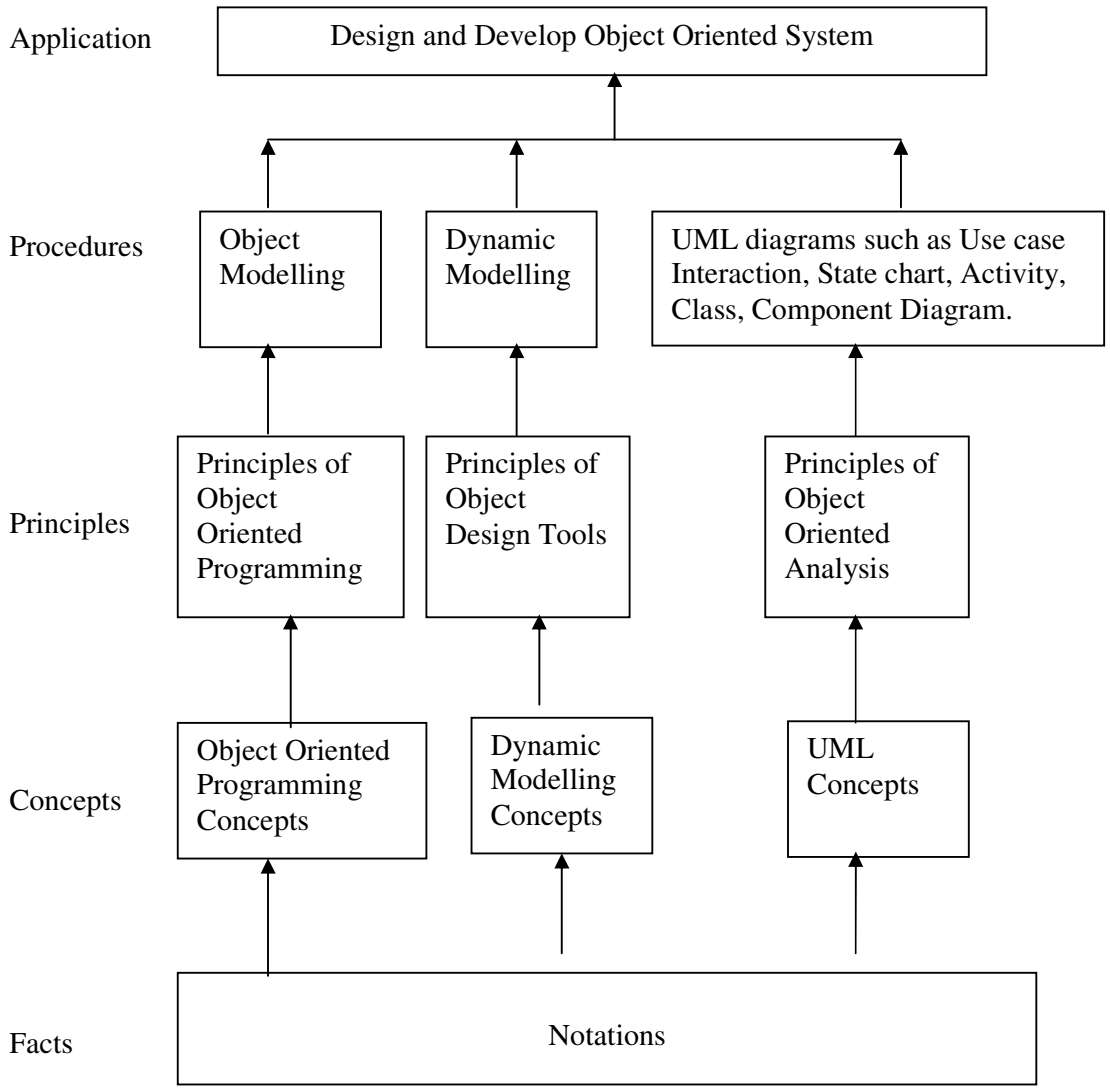 Application
Design and Develop Object Oriented System
Procedures
Object
Modelling
Dynamic
Modelling
UML diagrams such as Use case
Interaction, State chart, Activity,
Class, Component Diagram.
Principles
Principles of
Object
Oriented
Programming
Principles of
Object
Design Tools
Principles of
Object
Oriented
Analysis
Concepts
Object Oriented
Programming
Concepts
Dynamic
Modelling
Concepts
UML
Concepts
Facts
Notations